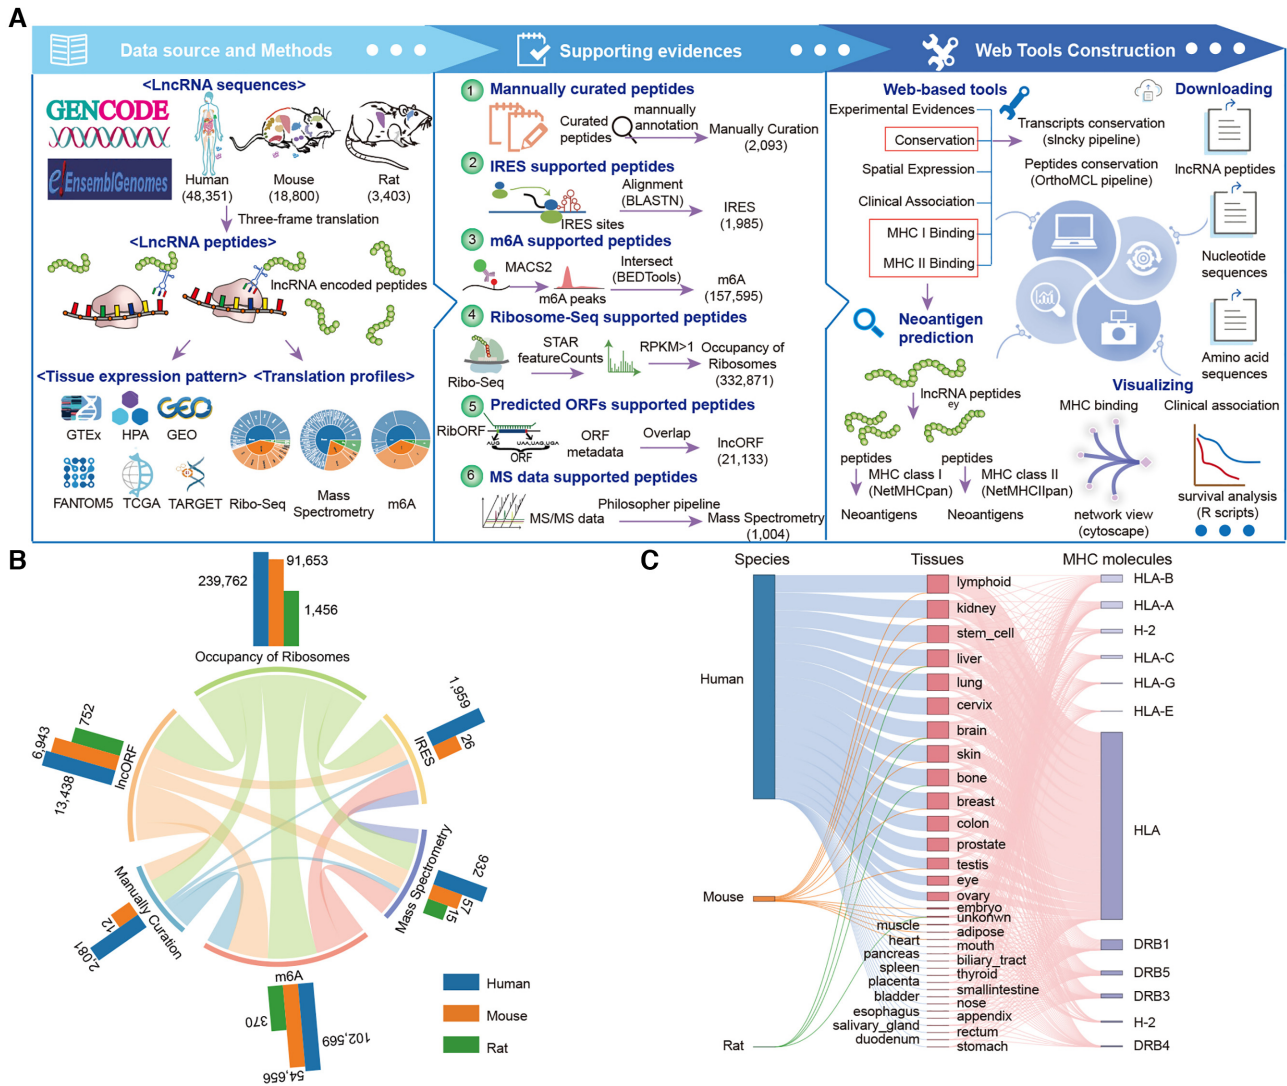 A
Data source and Methods
Supporting evidences
Web Tools Construction
<LncRNA sequences>
GENCODE
e!EnsemblGenomes
Human
(48,351)
Mouse
(18,800)
Rat
(3,403)
Three-frame translation
<LncRNA peptides>
lncRNA encoded peptides
<Tissue expression pattern>
<Translation profiles>
GTEx
HPA
GEO
GEO
FANTOM5
TCGA
TARGET
Ribo-Seq
Mass
Spectrometry
m6A
1
Mannually curated peptides
Curated
peptides
mannually
annotation
Manually Curation
(2,093)
2
IRES supported peptides
Alignment
(BLASTN)
IRES sites
IRES
(1,985)
3
m6A supported peptides
MACS2
m6A peaks
Intersect
(BEDTools)
m6A
(157,595)
4
Ribosome-Seq supported peptides
Ribo-Seq
STAR
featureCounts
RPKM>1
Occupancy of
Ribosomes
(332,871)
5
Predicted ORFs supported peptides
RibORF
AUG
UAA,UAG,UGA
ORF
ORF
metadata
Overlap
lncORF
(21,133)
6
MS data supported peptides
MS/MS data
Philosopher pipeline
Mass Spectrometry
(1,004)
Web-based tools
Experimental Evidences
Conservation
Spatial Expression
Clinical Association
MHC I Binding
MHC II Binding
Transcripts conservation
(slncky pipeline)
Peptides conservation
(OrthoMCL pipeline)
Downloading
lncRNA peptides
Nucleotide
sequences
Amino acid
sequences
Neoantigen
prediction
lncRNA peptides
ey
peptides
peptides
MHC class I
(NetMHCpan)
MHC class II
(NetMHCIIpan)
Neoantigens
Neoantigens
Visualizing
MHC binding
Clinical association
network view
(cytoscape)
survival analysis
(R scripts)
B
239,762
91,653
1,456
Occupancy of Ribosomes
1,959
26
IRES
932
57
15
Mass Spectrometry
m6A
370
54,656
102,569
Manually Curation
12
2,081
lncORF
752
6,943
13,438
Human
Mouse
Rat
C
Species
Tissues
MHC molecules
Human
Mouse
Rat
lymphoid
kidney
stem_cell
liver
lung
cervix
brain
skin
bone
breast
colon
prostate
testis
eye
ovary
embryo
unkonwn
muscle
adipose
heart
mouth
pancreas
biliary_tract
spleen
thyroid
placenta
smallintestine
bladder
nose
esophagus
appendix
salivary_gland
rectum
duodenum
stomach
HLA-B
HLA-A
H-2
HLA-C
HLA-G
HLA-E
HLA
DRB1
DRB5
DRB3
H-2
DRB4